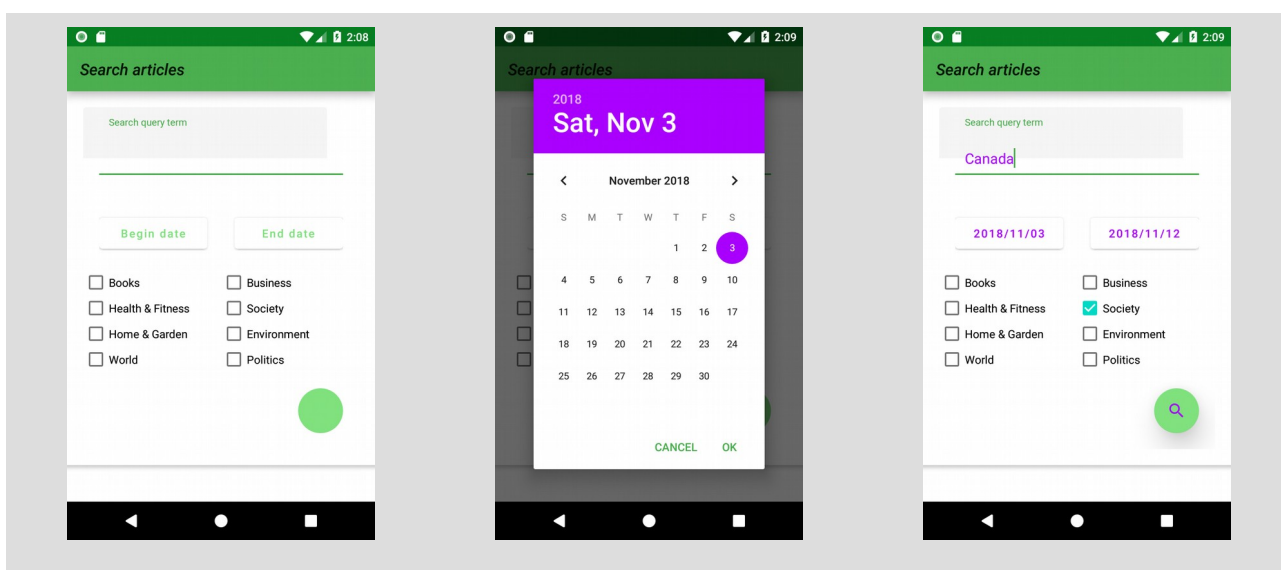 2:08
Search articles
Search query term
Begin date End date
Books Business
Health & Fitness Society
Home & Garden Environment
World Politics
2:09
Search articles
2018
Sat, Nov 3
November 2018
S M T W T F S
1 2 3
4 5 6 7 8 9 10
11 12 13 14 15 16 17
18 19 20 21 22 23 24
25 26 27 28 29 30
CANCEL OK
2:09
Search articles
Search query term
Canada
2018/11/03 2018/11/12
Books Business
Health & Fitness Society
Home & Garden Environment
World Politics